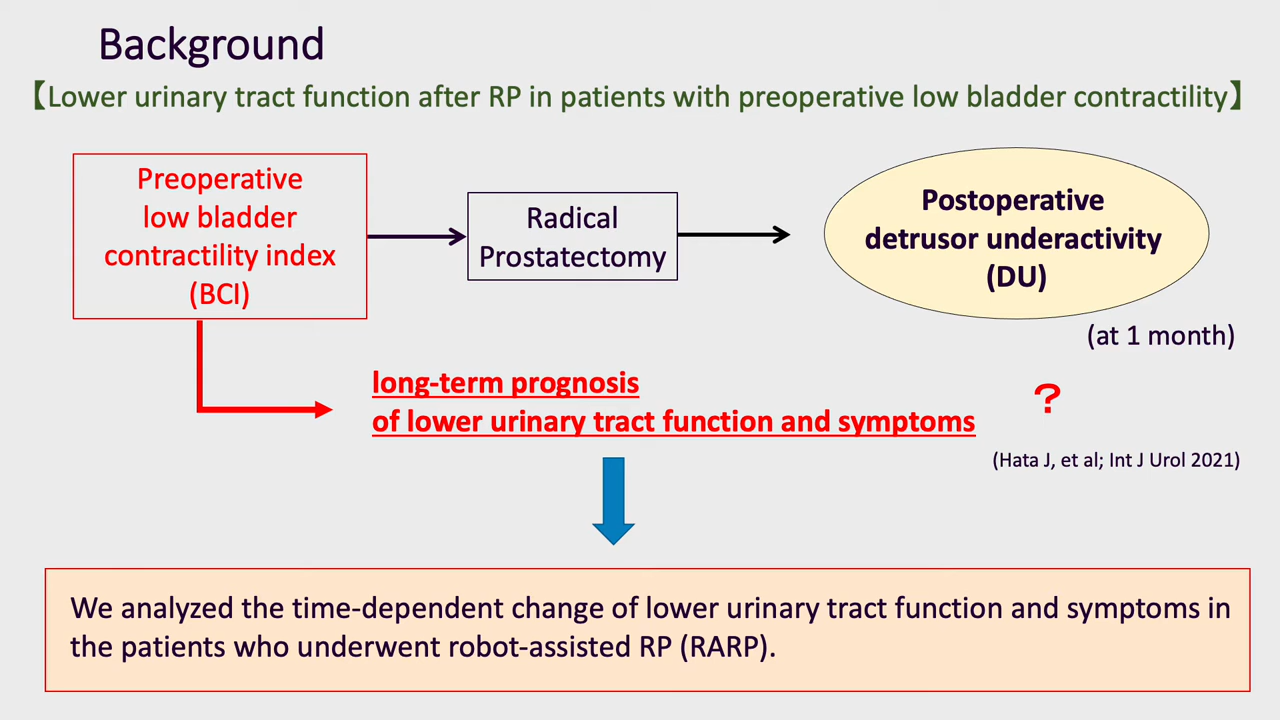 Background
【Lower urinary tract function after RP in patients with preoperative low bladder contractility】
Preoperative
low bladder
contractility index
(BCI)
Radical
Prostatectomy
Postoperative
detrusor underactivity
(DU)
(at 1 month)
long-term prognosis
of lower urinary tract function and symptoms
?
(Hata J, et al; Int J Urol 2021)
We analyzed the time-dependent change of lower urinary tract function and symptoms in
the patients who underwent robot-assisted RP (RARP).